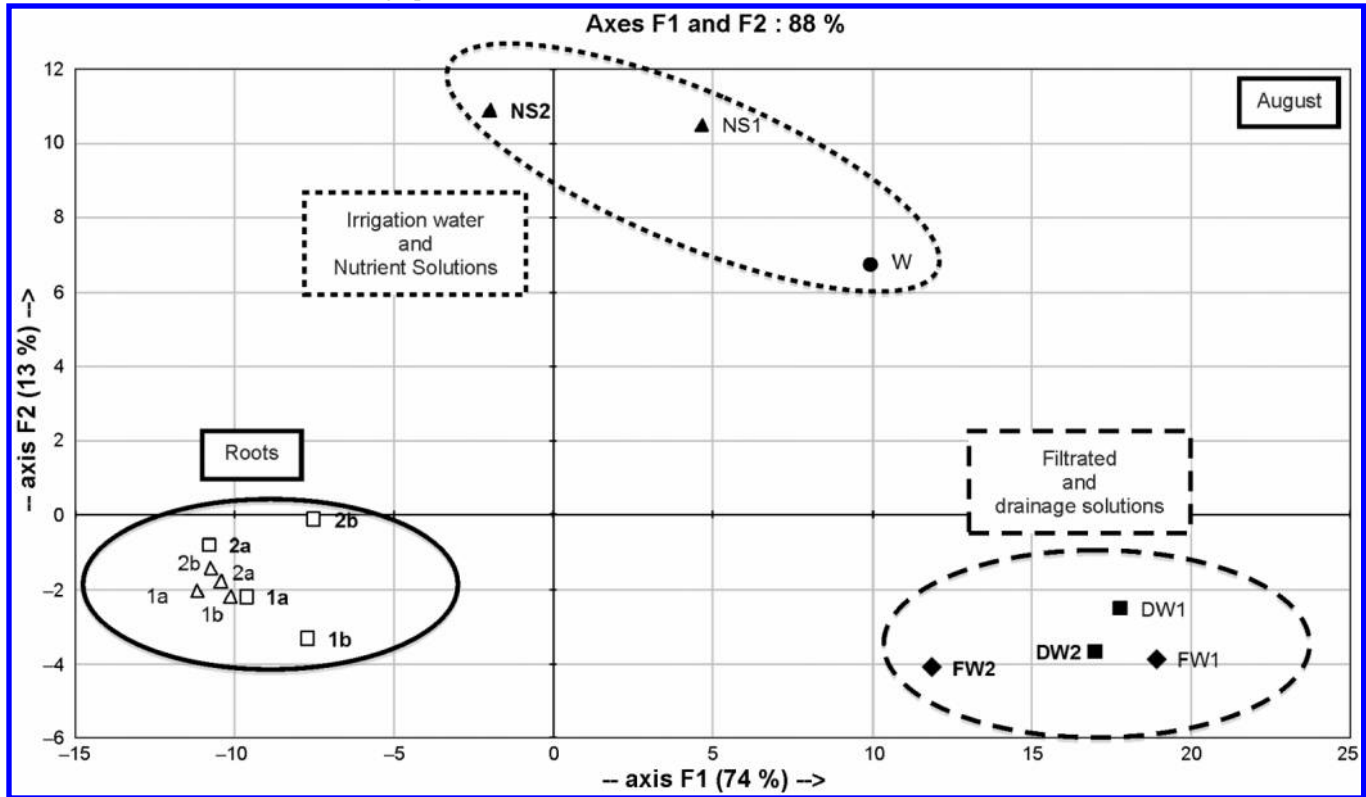 Axes F1 and F2 : 88 %
12
10
8
6
4
2
0
−2
−4
−6
-- axis F2 (13 %) -->
August
NS2
NS1
W
Irrigation water
and
Nutrient Solutions
Roots
2b
2a
2b
2a
1a
1b
1a
1b
Filtrated
and
drainage solutions
DW1
DW2
FW1
FW2
−15
−10
−5
0
5
10
15
20
25
-- axis F1 (74 %) -->